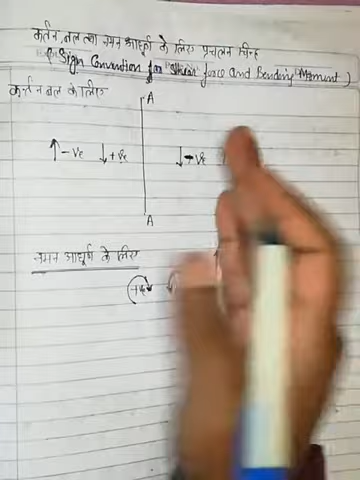 कर्तन बल तथा नमन आघूर्ण के लिए प्रचलन चिन्ह
( Sign Convention for Shear force and Bending Moment )
कर्तन बल के लिए
A
↑ -Ve ↓ +Ve ↓ -Ve
A
नमन आघूर्ण के लिए